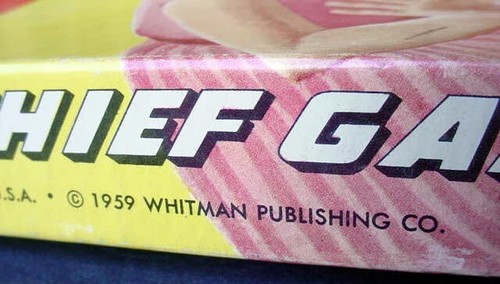 HIEF GA
.S.A. • © 1959 WHITMAN PUBLISHING CO.